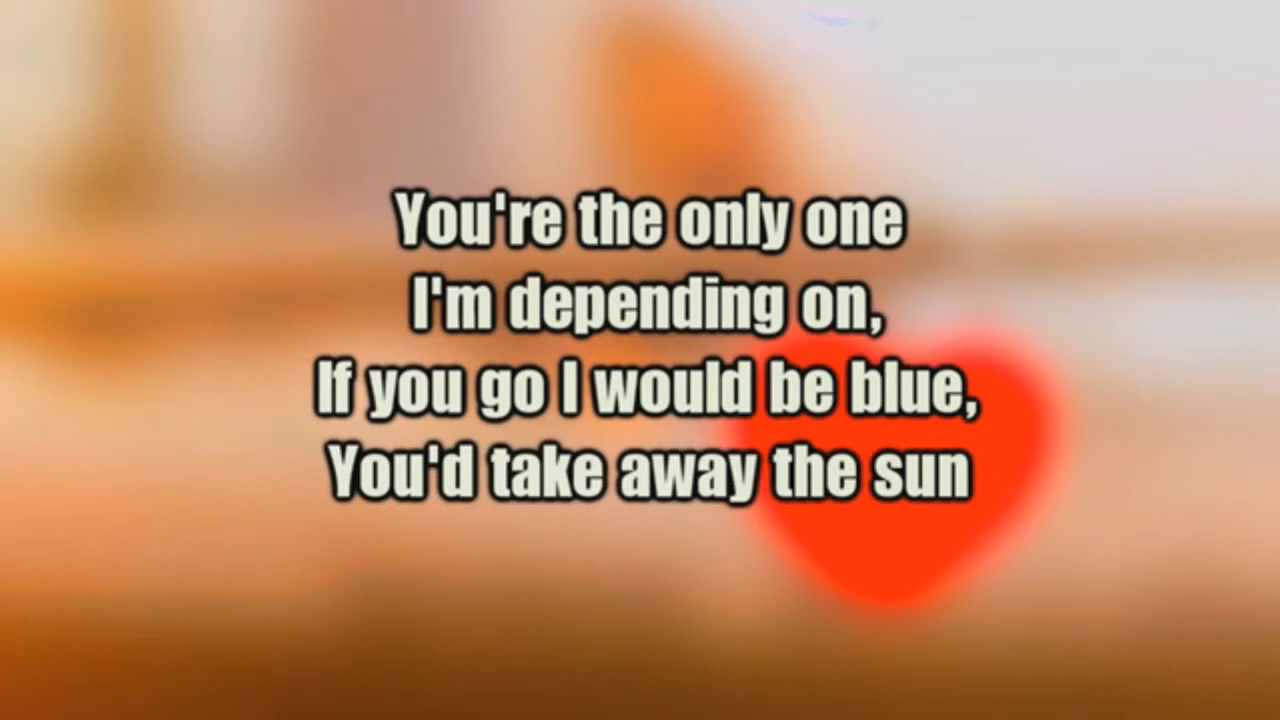 You're the only one
I'm depending on,
If you go I would be blue,
You'd take away the sun